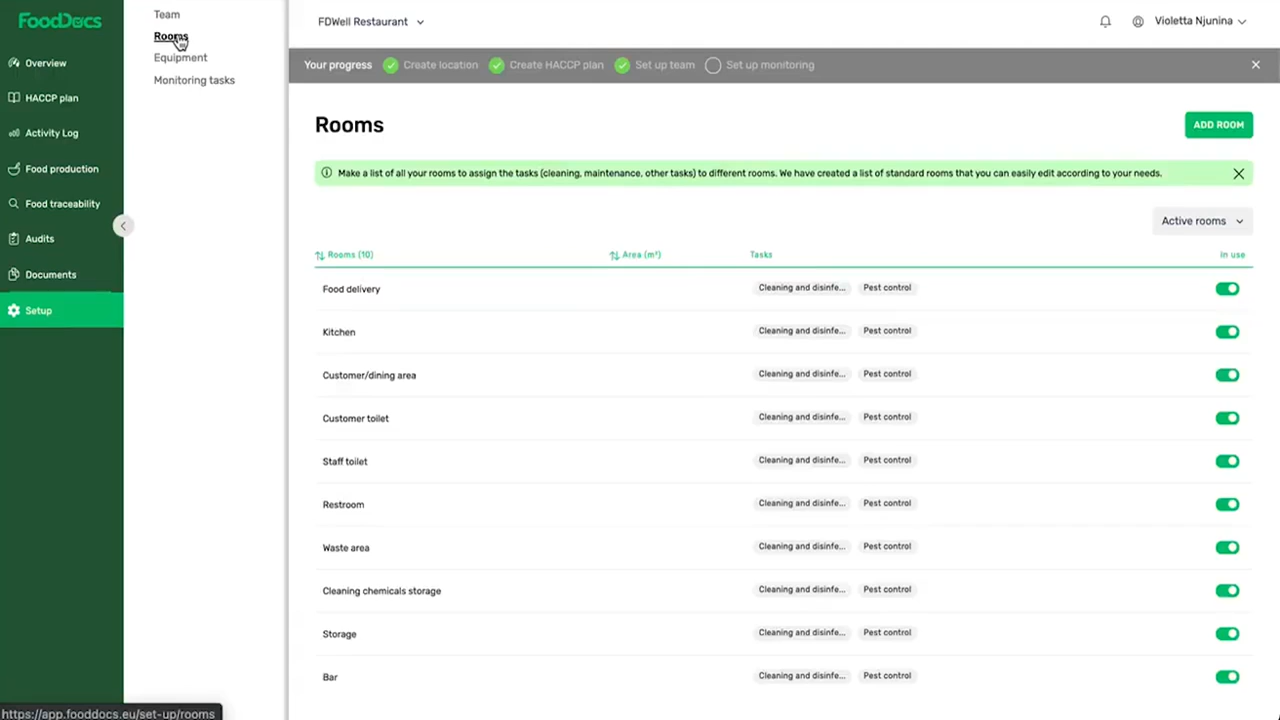 FoodDocs
Overview
HACCP plan
Activity Log
Food production
Food traceability
Audits
Documents
Setup
Team
Rooms
Equipment
Monitoring tasks
FDWell Restaurant
Violetta Njunina
Your progress Create location Create HACCP plan Set up team Set up monitoring
Rooms
ADD ROOM
Make a list of all your rooms to assign the tasks (cleaning, maintenance, other tasks) to different rooms. We have created a list of standard rooms that you can easily edit according to your needs.
Active rooms
Rooms (10) Area (m²) Tasks In use
Food delivery Cleaning and disinfe... Pest control
Kitchen Cleaning and disinfe... Pest control
Customer/dining area Cleaning and disinfe... Pest control
Customer toilet Cleaning and disinfe... Pest control
Staff toilet Cleaning and disinfe... Pest control
Restroom Cleaning and disinfe... Pest control
Waste area Cleaning and disinfe... Pest control
Cleaning chemicals storage Cleaning and disinfe... Pest control
Storage Cleaning and disinfe... Pest control
Bar Cleaning and disinfe... Pest control
https://app.fooddocs.eu/set-up/rooms